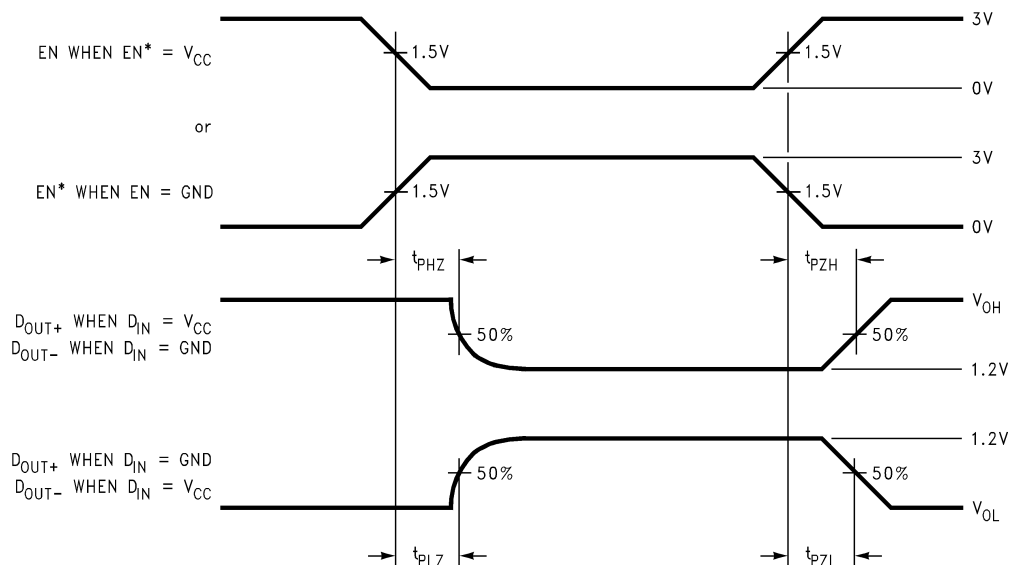 3V
EN WHEN EN* = VCC
1.5V
1.5V
0V
or
3V
EN* WHEN EN = GND
1.5V
1.5V
0V
tPHZ
tPZH
VOH
DOUT+ WHEN DIN = VCC
DOUT− WHEN DIN = GND
50%
50%
1.2V
1.2V
DOUT+ WHEN DIN = GND
DOUT− WHEN DIN = VCC
50%
50%
VOL
tPLZ
tPZL